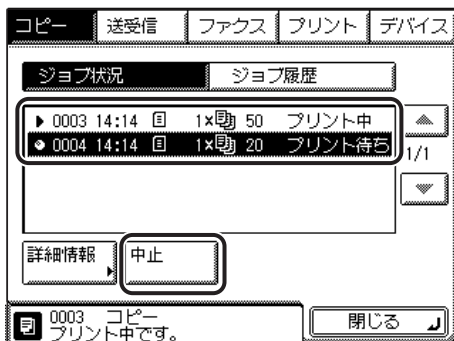 コピー 送受信 ファクス プリント デバイス
ジョブ状況 ジョブ履歴
0003 14:14 1× 50 プリント中
0004 14:14 1× 20 プリント待ち
1/1
詳細情報 中止
0003 コピー
プリント中です。
閉じる